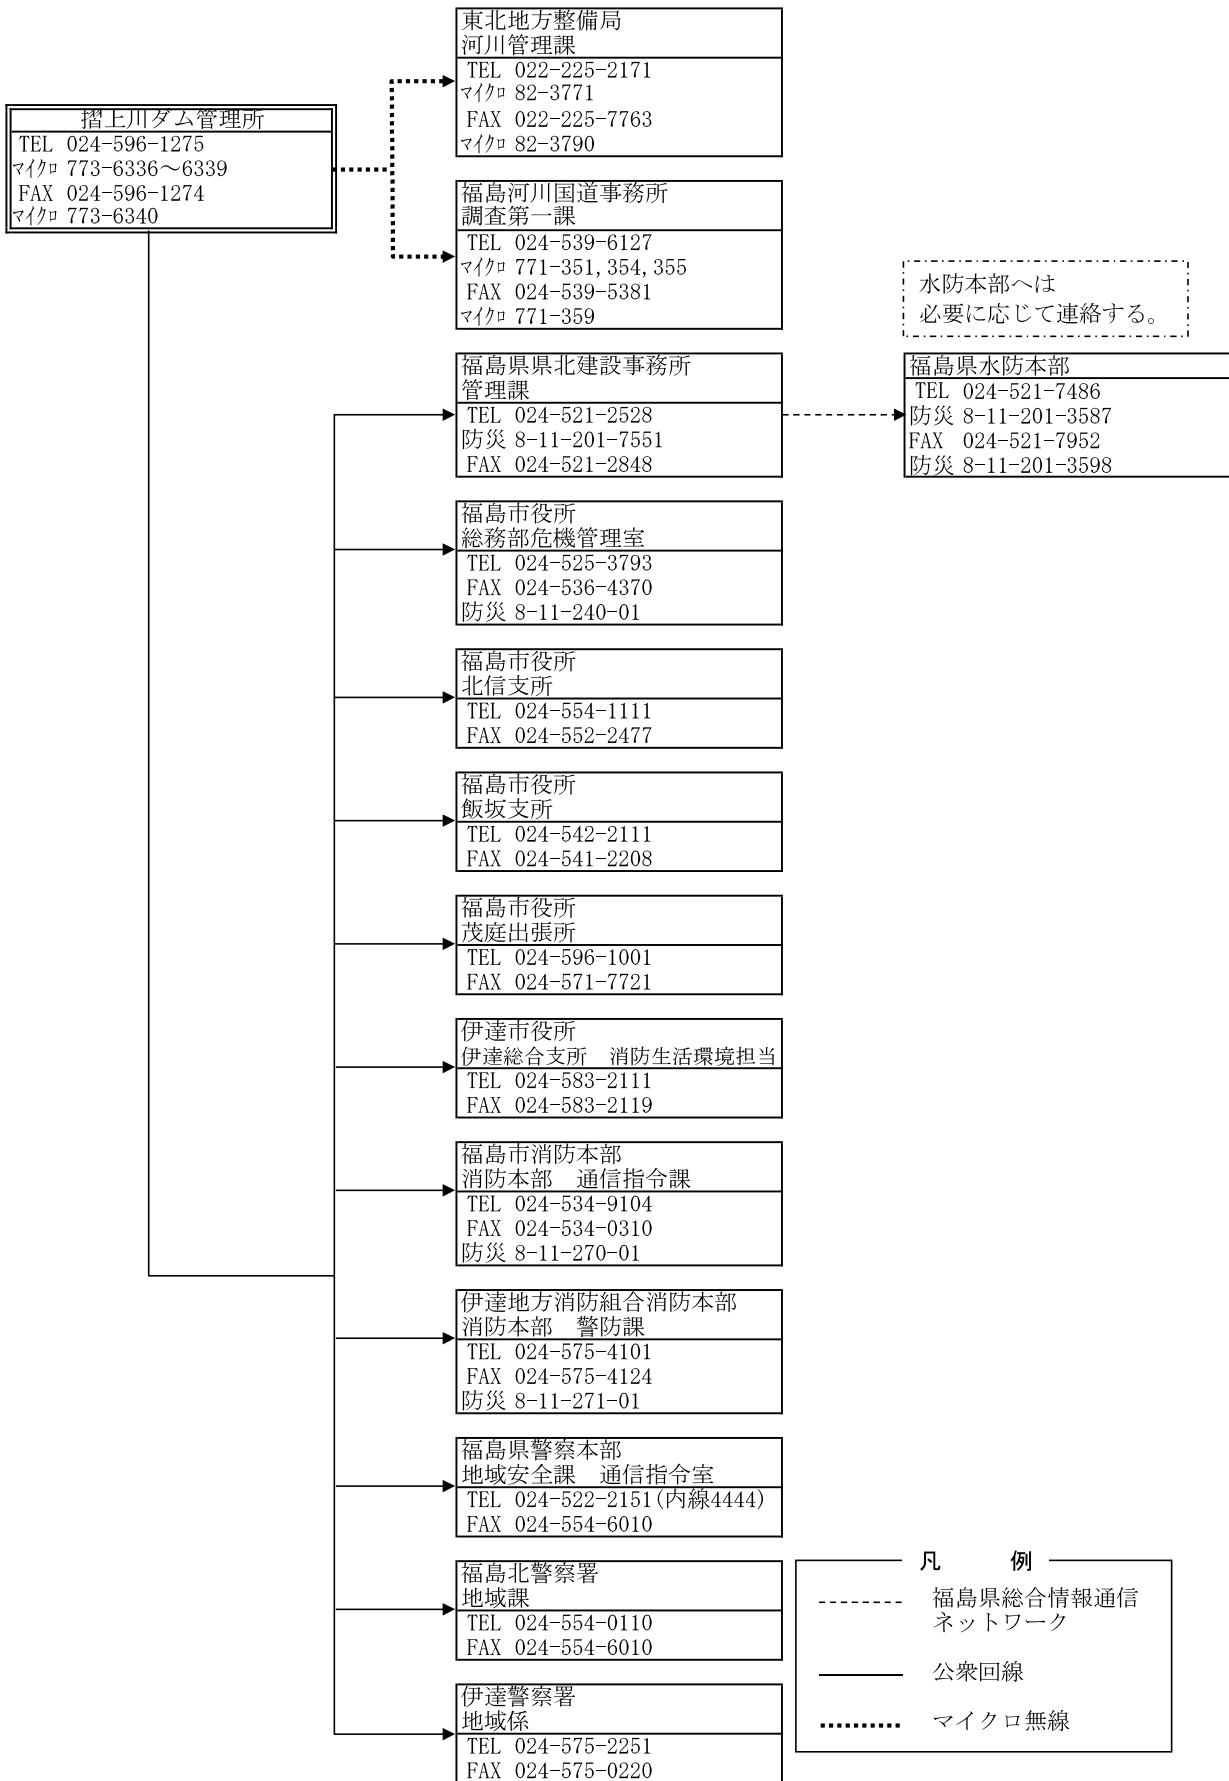 摺上川ダム管理所
TEL 024-596-1275
ﾏｲｸﾛ 773-6336～6339
FAX 024-596-1274
ﾏｲｸﾛ 773-6340
東北地方整備局
河川管理課
TEL 022-225-2171
ﾏｲｸﾛ 82-3771
FAX 022-225-7763
ﾏｲｸﾛ 82-3790
福島河川国道事務所
調査第一課
TEL 024-539-6127
ﾏｲｸﾛ 771-351,354,355
FAX 024-539-5381
ﾏｲｸﾛ 771-359
水防本部へは
必要に応じて連絡する。
福島県県北建設事務所
管理課
TEL 024-521-2528
防災 8-11-201-7551
FAX 024-521-2848
福島県水防本部
TEL 024-521-7486
防災 8-11-201-3587
FAX 024-521-7952
防災 8-11-201-3598
福島市役所
総務部危機管理室
TEL 024-525-3793
FAX 024-536-4370
防災 8-11-240-01
福島市役所
北信支所
TEL 024-554-1111
FAX 024-552-2477
福島市役所
飯坂支所
TEL 024-542-2111
FAX 024-541-2208
福島市役所
茂庭出張所
TEL 024-596-1001
FAX 024-571-7721
伊達市役所
伊達総合支所　消防生活環境担当
TEL 024-583-2111
FAX 024-583-2119
福島市消防本部
消防本部　通信指令課
TEL 024-534-9104
FAX 024-534-0310
防災 8-11-270-01
伊達地方消防組合消防本部
消防本部　警防課
TEL 024-575-4101
FAX 024-575-4124
防災 8-11-271-01
福島県警察本部
地域安全課　通信指令室
TEL 024-522-2151(内線4444)
FAX 024-554-6010
福島北警察署
地域課
TEL 024-554-0110
FAX 024-554-6010
伊達警察署
地域係
TEL 024-575-2251
FAX 024-575-0220
凡　例
福島県総合情報通信
ネットワーク
公衆回線
マイクロ無線